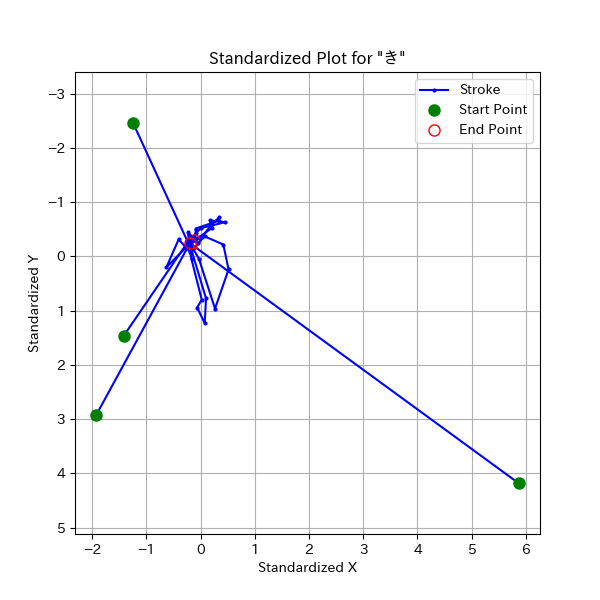 Standardized Plot for "き"
Stroke
Start Point
End Point
−3
−2
−1
0
1
2
3
4
5
Standardized Y
−2 −1 0 1 2 3 4 5 6
Standardized X